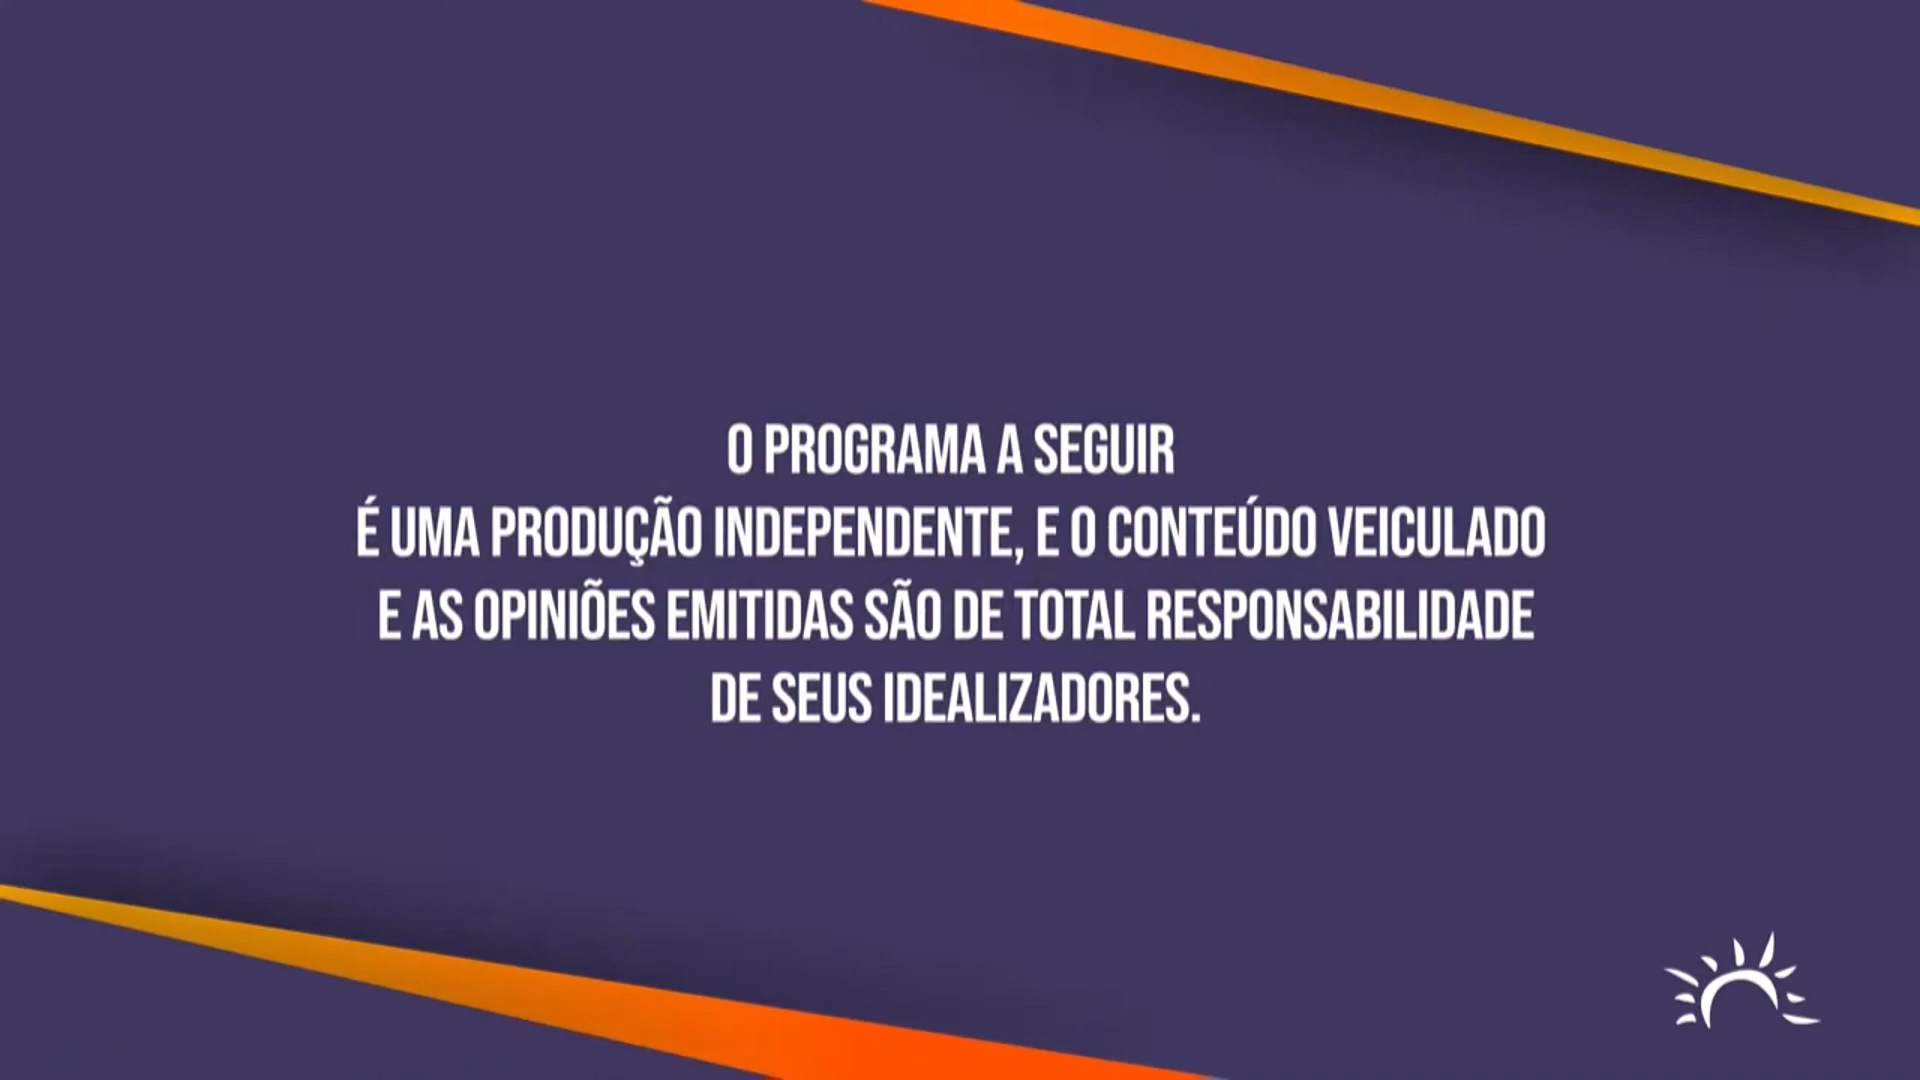 O PROGRAMA A SEGUIR
É UMA PRODUÇÃO INDEPENDENTE, E O CONTEÚDO VEICULADO
E AS OPINIÕES EMITIDAS SÃO DE TOTAL RESPONSABILIDADE
DE SEUS IDEALIZADORES.